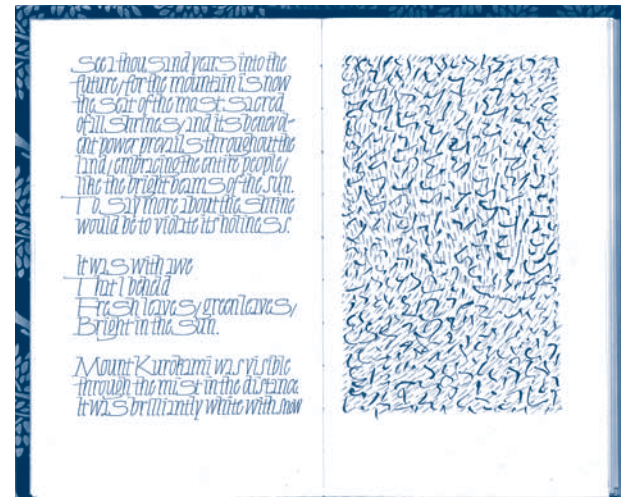 see a thousand years into the
future, for the mountain is now
the seat of the most sacred
of all shrines, and its benevol-
ent power prevails throughout the
land, embracing the entire people,
like the bright beams of the sun.
To say more about the shrine
would be to violate its holiness.
It was with awe
That I beheld
Fresh leaves, green leaves,
Bright in the sun.
Mount Kurokami was visible
through the mist in the distance.
It was brilliantly white with snow